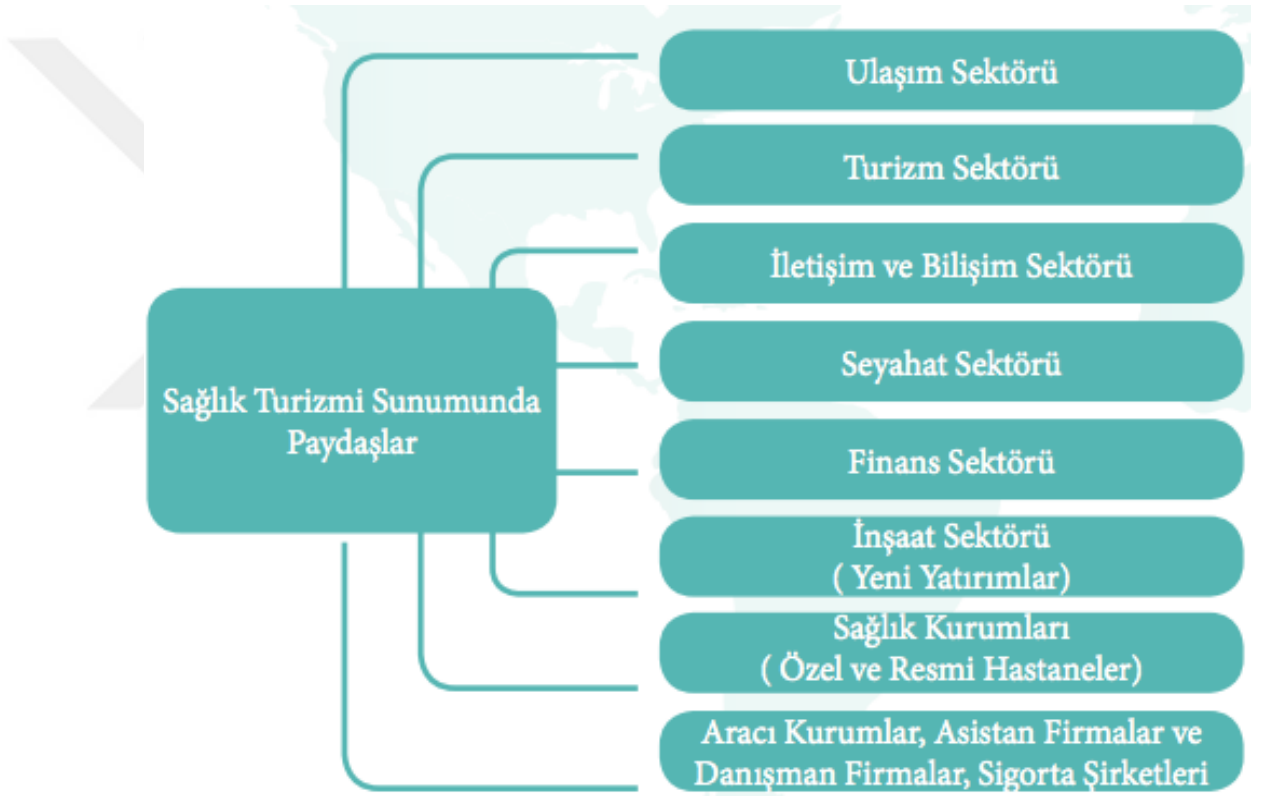 Ulaşım Sektörü
Turizm Sektörü
İletişim ve Bilişim Sektörü
Seyahat Sektörü
Sağlık Turizmi Sunumunda
Paydaşlar
Finans Sektörü
İnşaat Sektörü
( Yeni Yatırımlar)
Sağlık Kurumları
( Özel ve Resmi Hastaneler)
Aracı Kurumlar, Asistan Firmalar ve
Danışman Firmalar, Sigorta Şirketleri